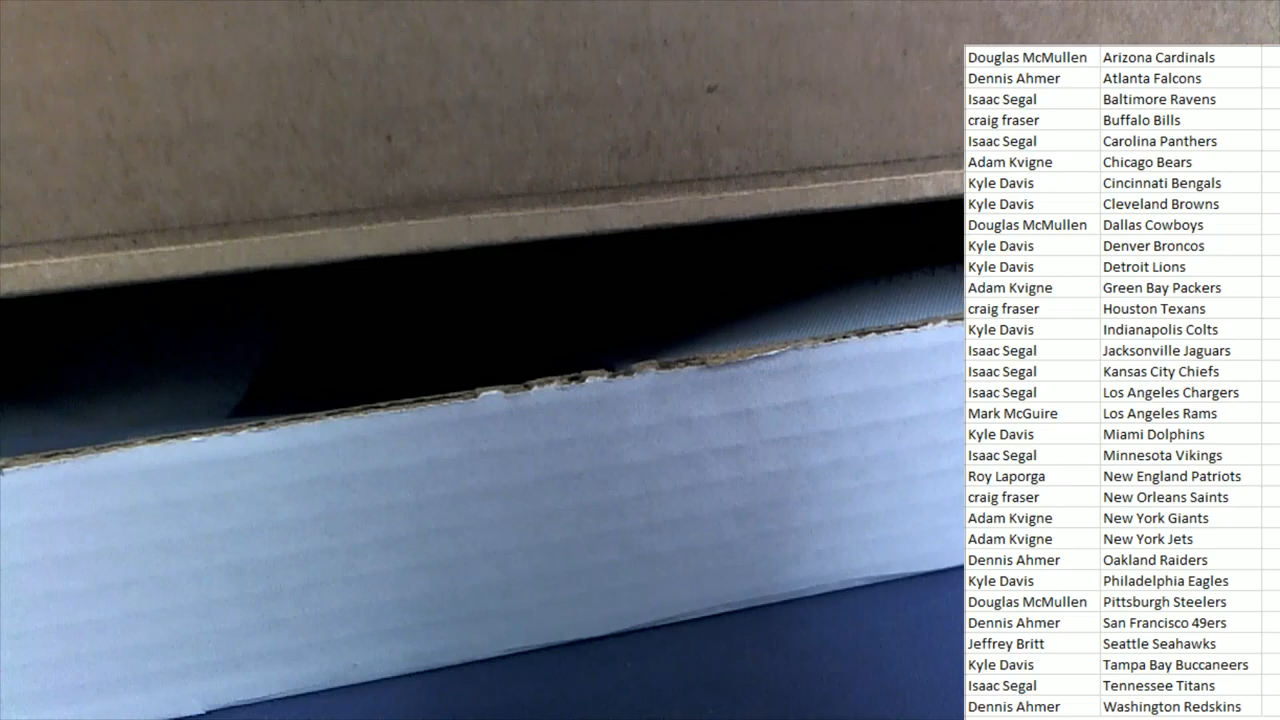 Douglas McMullen Arizona Cardinals
Dennis Ahmer Atlanta Falcons
Isaac Segal Baltimore Ravens
craig fraser Buffalo Bills
Isaac Segal Carolina Panthers
Adam Kvigne Chicago Bears
Kyle Davis Cincinnati Bengals
Kyle Davis Cleveland Browns
Douglas McMullen Dallas Cowboys
Kyle Davis Denver Broncos
Kyle Davis Detroit Lions
Adam Kvigne Green Bay Packers
craig fraser Houston Texans
Kyle Davis Indianapolis Colts
Isaac Segal Jacksonville Jaguars
Isaac Segal Kansas City Chiefs
Isaac Segal Los Angeles Chargers
Mark McGuire Los Angeles Rams
Kyle Davis Miami Dolphins
Isaac Segal Minnesota Vikings
Roy Laporga New England Patriots
craig fraser New Orleans Saints
Adam Kvigne New York Giants
Adam Kvigne New York Jets
Dennis Ahmer Oakland Raiders
Kyle Davis Philadelphia Eagles
Douglas McMullen Pittsburgh Steelers
Dennis Ahmer San Francisco 49ers
Jeffrey Britt Seattle Seahawks
Kyle Davis Tampa Bay Buccaneers
Isaac Segal Tennessee Titans
Dennis Ahmer Washington Redskins